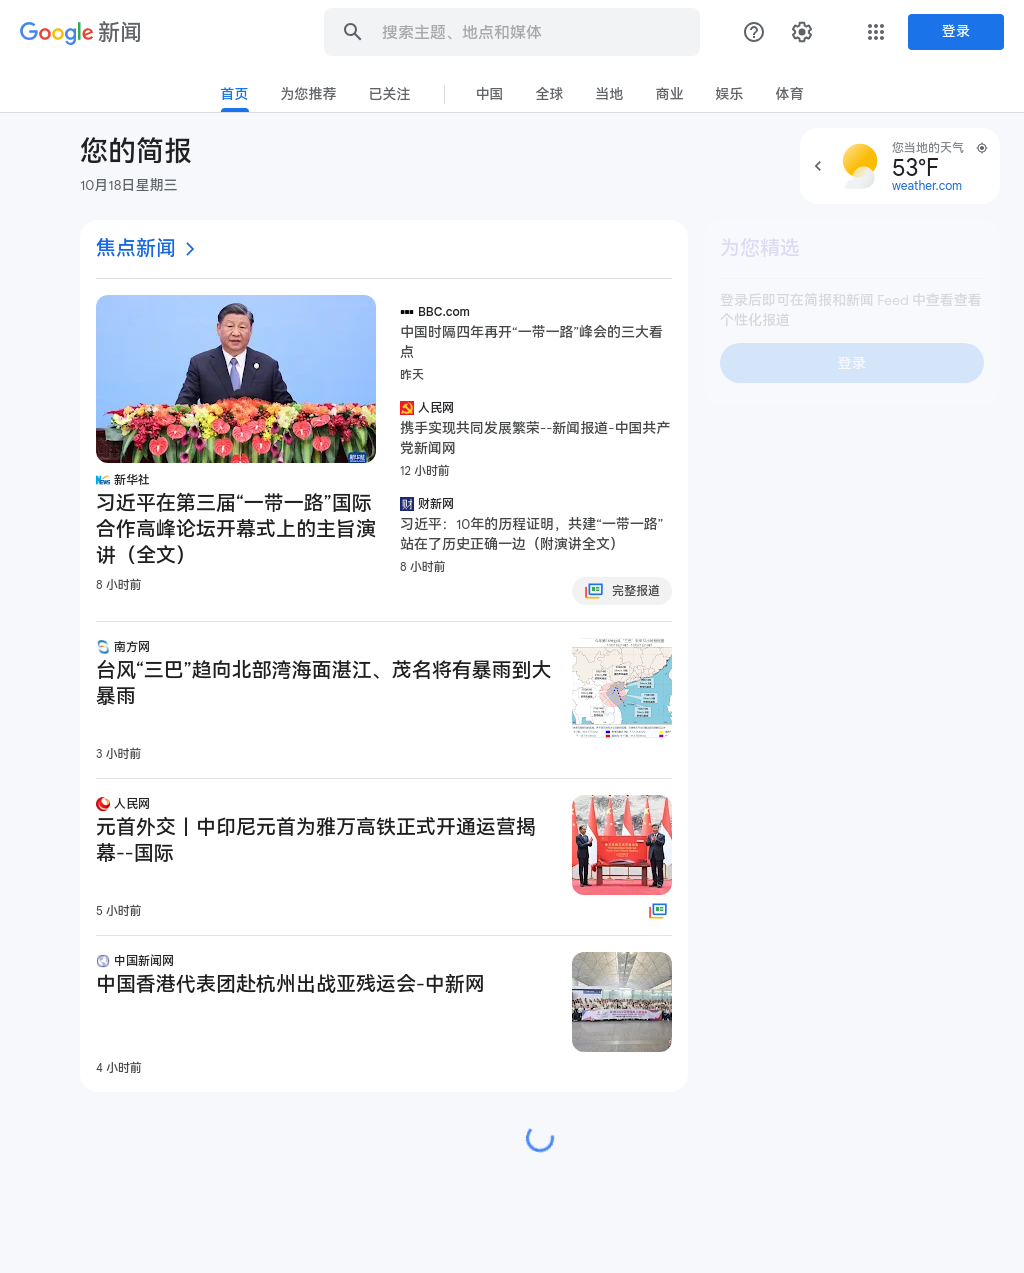 Google 新闻
搜索主题、地点和媒体
登录
首页
为您推荐
已关注
中国
全球
当地
商业
娱乐
体育
您的简报
10月18日星期三
您当地的天气
53°F
weather.com
焦点新闻
新华社
习近平在第三届“一带一路”国际
合作高峰论坛开幕式上的主旨演
讲（全文）
8 小时前
BBC.com
中国时隔四年再开“一带一路”峰会的三大看
点
昨天
人民网
携手实现共同发展繁荣--新闻报道-中国共产
党新闻网
12 小时前
财新网
习近平：10年的历程证明，共建“一带一路”
站在了历史正确一边（附演讲全文）
8 小时前
完整报道
南方网
台风“三巴”趋向北部湾海面湛江、茂名将有暴雨到大
暴雨
3 小时前
人民网
元首外交丨中印尼元首为雅万高铁正式开通运营揭
幕--国际
5 小时前
中国新闻网
中国香港代表团赴杭州出战亚残运会-中新网
4 小时前
为您精选
登录后即可在简报和新闻 Feed 中查看查看
个性化报道
登录